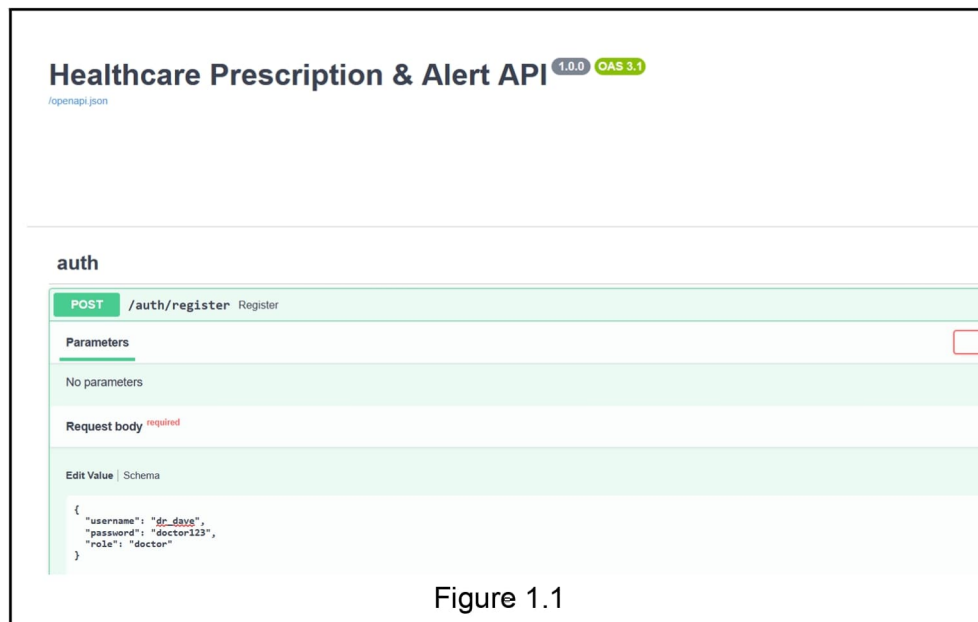 Healthcare Prescription & Alert API 1.0.0 OAS 3.1
/openapi.json
auth
POST /auth/register Register
Parameters
No parameters
Request body required
Edit Value | Schema
{
"username": "dr_dave",
"password": "doctor123",
"role": "doctor"
}
Figure 1.1